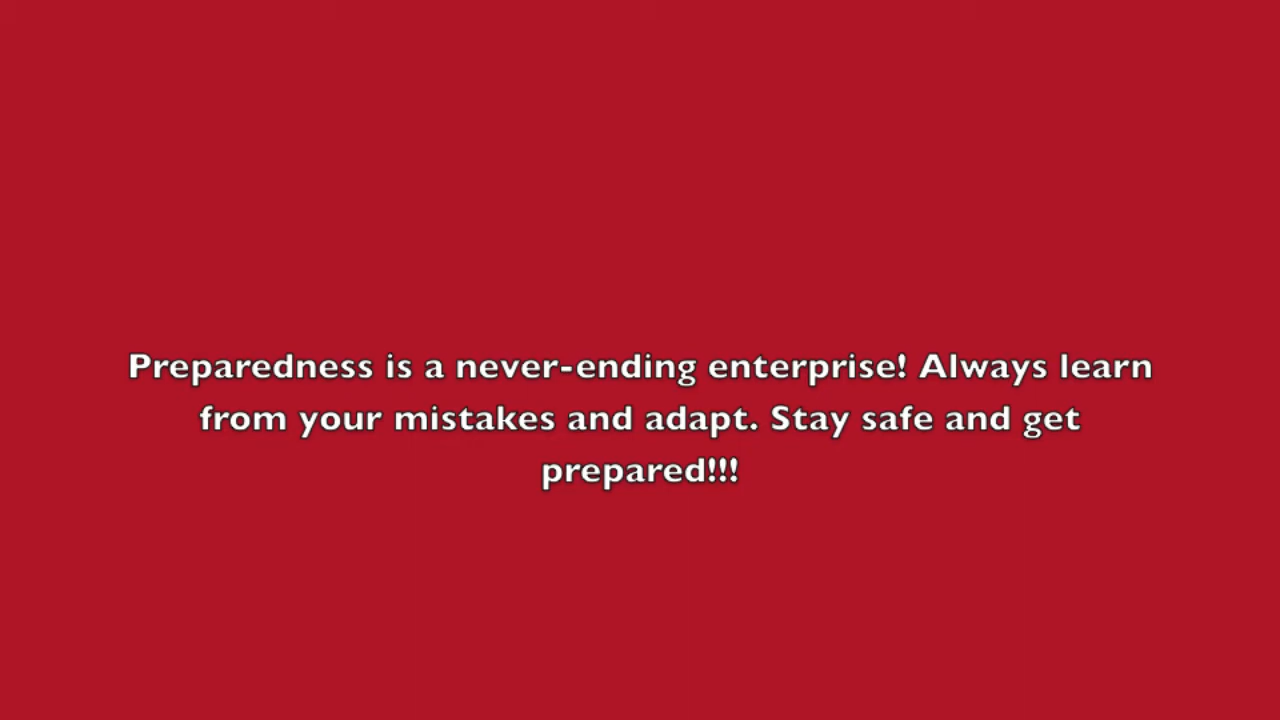 Preparedness is a never-ending enterprise! Always learn
from your mistakes and adapt. Stay safe and get
prepared!!!